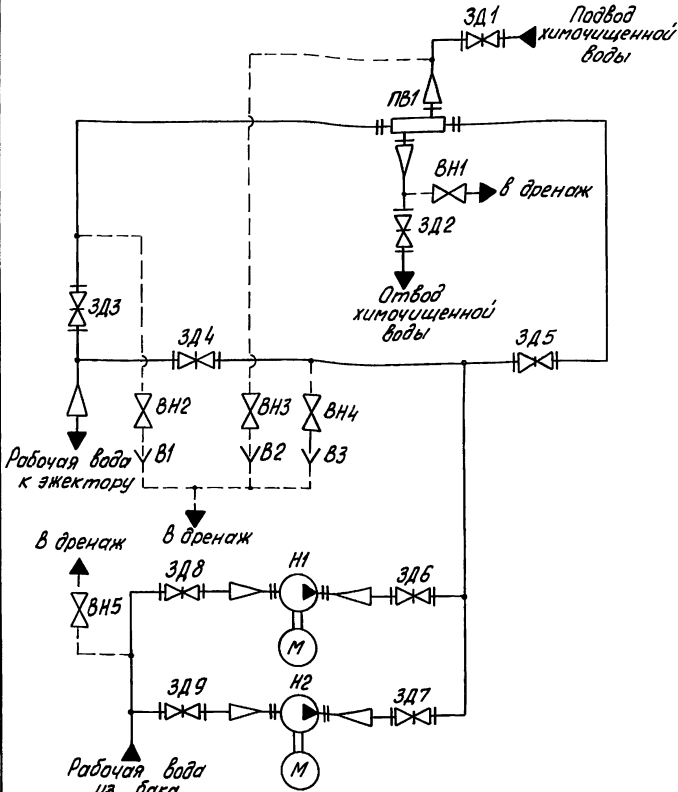 ЗД1
Подвод
химочищенной
воды
ПВ1
ВН1
в дренаж
ЗД2
Отвод
химочищенной
воды
ЗД3
ЗД4
ЗД5
ВН2
ВН3
ВН4
Рабочая вода
к эжектору
В1
В2
В3
в дренаж
в дренаж
ЗД8
Н1
ЗД6
ВН5
М
ЗД9
Н2
ЗД7
М
Рабочая вода
из бака